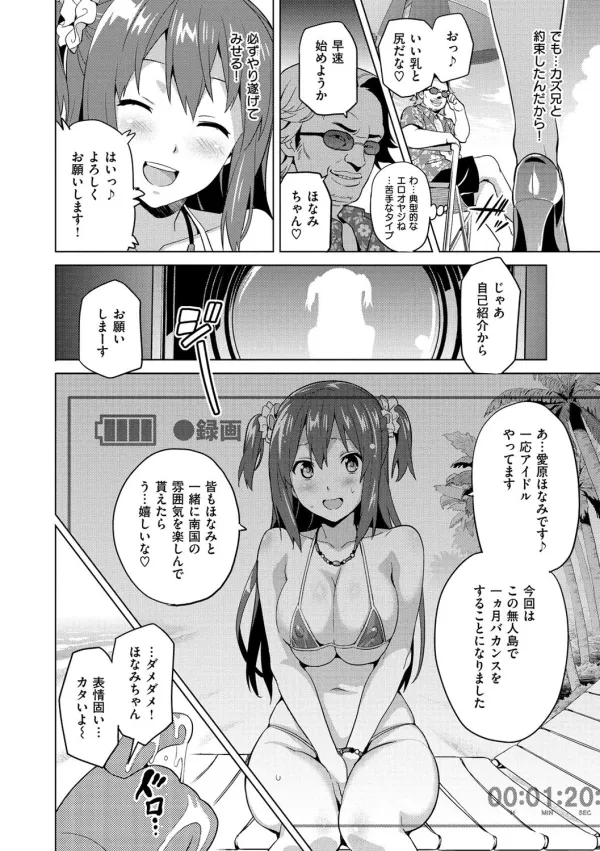 でも…カズ兄と
約束したんだから!
おっ♪
いい乳と
尻だな♡
わ…典型的な
エロオヤジね
…苦手なタイプ
早速
始めようか
ほなみ
ちゃん♡
必ずやり遂げて
みせる!
はいっ♪
よろしく
お願いします!
じゃあ
自己紹介から
お願い
しまーす
●録画
あ…愛原ほなみです♪
一応アイドル
やってます
今回は
この無人島で
一ヵ月バカンスを
することになりました
皆もほなみと
一緒に南国の
雰囲気を楽しんで
貰えたら
う…嬉しいな♡
…ダメダメ!
ほなみちゃん
表情固い…
カタいよ~
ドロ…
00:01:20:
H MIN SEC